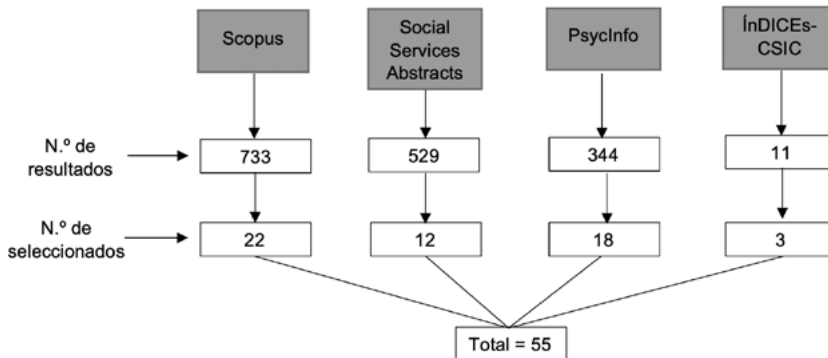 Scopus
Social
Services
Abstracts
PsycInfo
ÍnDICEs-
CSIC
N.º de
resultados
733
529
344
11
N.º de
seleccionados
22
12
18
3
Total = 55